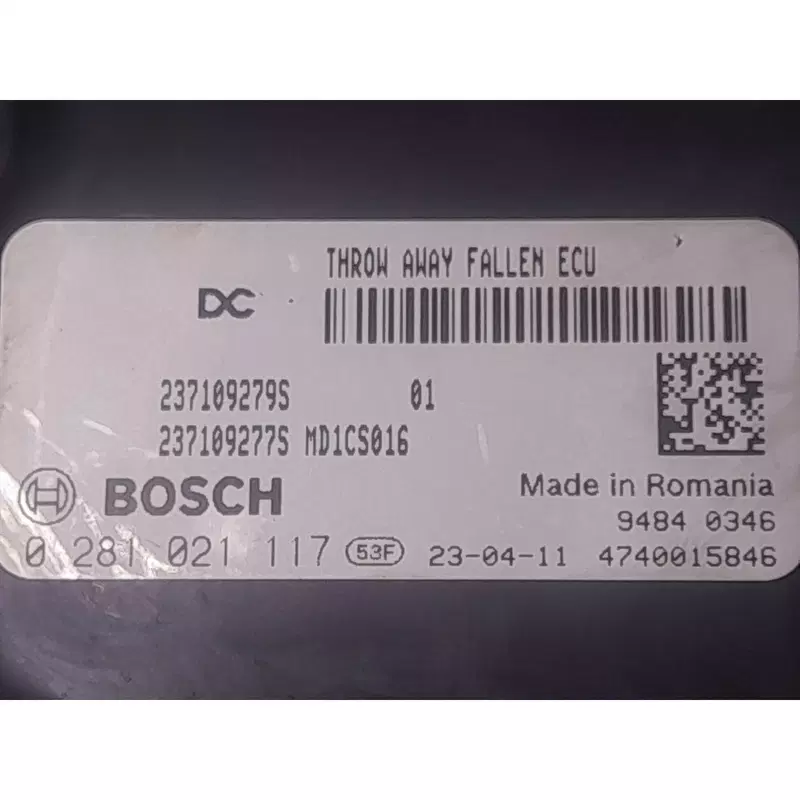 THROW AWAY FALLEN ECU
DC
237109279S 01
237109277S MD1CS016
BOSCH
Made in Romania
9484 0346
0 281 021 117 53F 23-04-11 4740015846